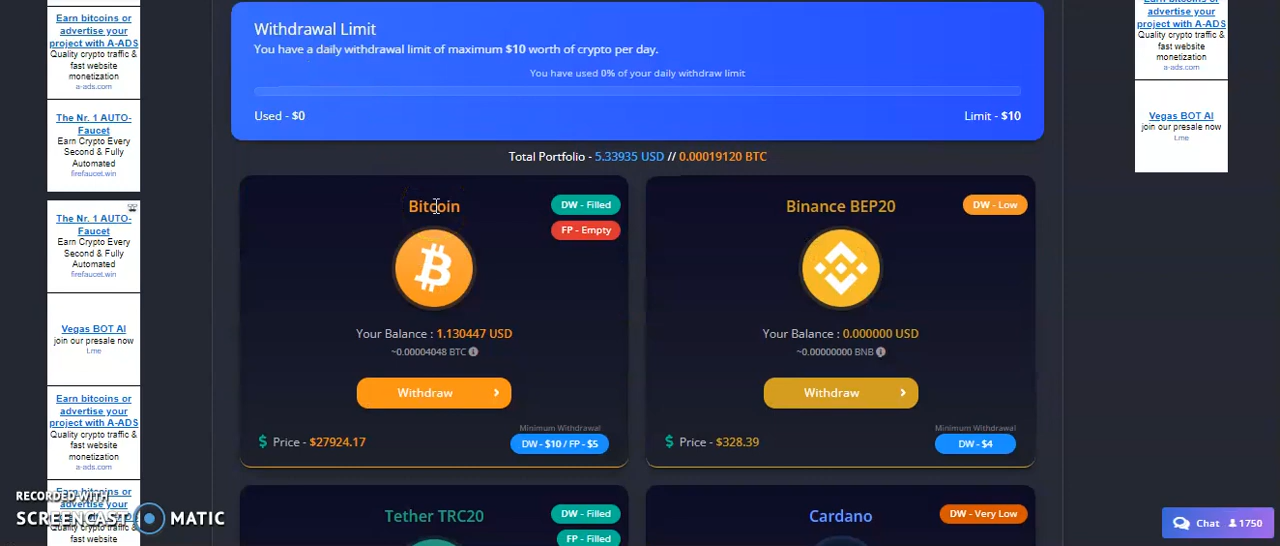 Earn bitcoins or
advertise your
project with A-ADS
Quality crypto traffic &
fast website
monetization
a-ads.com
The Nr. 1 AUTO-
Faucet
Earn Crypto Every
Second & Fully
Automated
firefaucet.win
The Nr. 1 AUTO-
Faucet
Earn Crypto Every
Second & Fully
Automated
firefaucet.win
Vegas BOT AI
join our presale now
t.me
Earn bitcoins or
advertise your
project with A-ADS
Quality crypto traffic &
fast website
monetization
a-ads.com
Earn bitcoins or
advertise your
Quality crypto traffic &
fast website
RECORDED WITH
SCREENCAST MATIC
Withdrawal Limit
You have a daily withdrawal limit of maximum $10 worth of crypto per day.
You have used 0% of your daily withdraw limit
Used - $0
Limit - $10
Total Portfolio - 5.33935 USD // 0.00019120 BTC
Bitcoin
DW - Filled
FP - Empty
Your Balance : 1.130447 USD
~0.00004048 BTC
Withdraw
Minimum Withdrawal
$ Price - $27924.17
DW - $10 / FP - $5
Binance BEP20
DW - Low
Your Balance : 0.000000 USD
~0.00000000 BNB
Withdraw
Minimum Withdrawal
$ Price - $328.39
DW - $4
Tether TRC20
DW - Filled
FP - Filled
Cardano
DW - Very Low
advertise your
project with A-ADS
Quality crypto traffic &
fast website
monetization
a-ads.com
Vegas BOT AI
join our presale now
t.me
Chat 1750